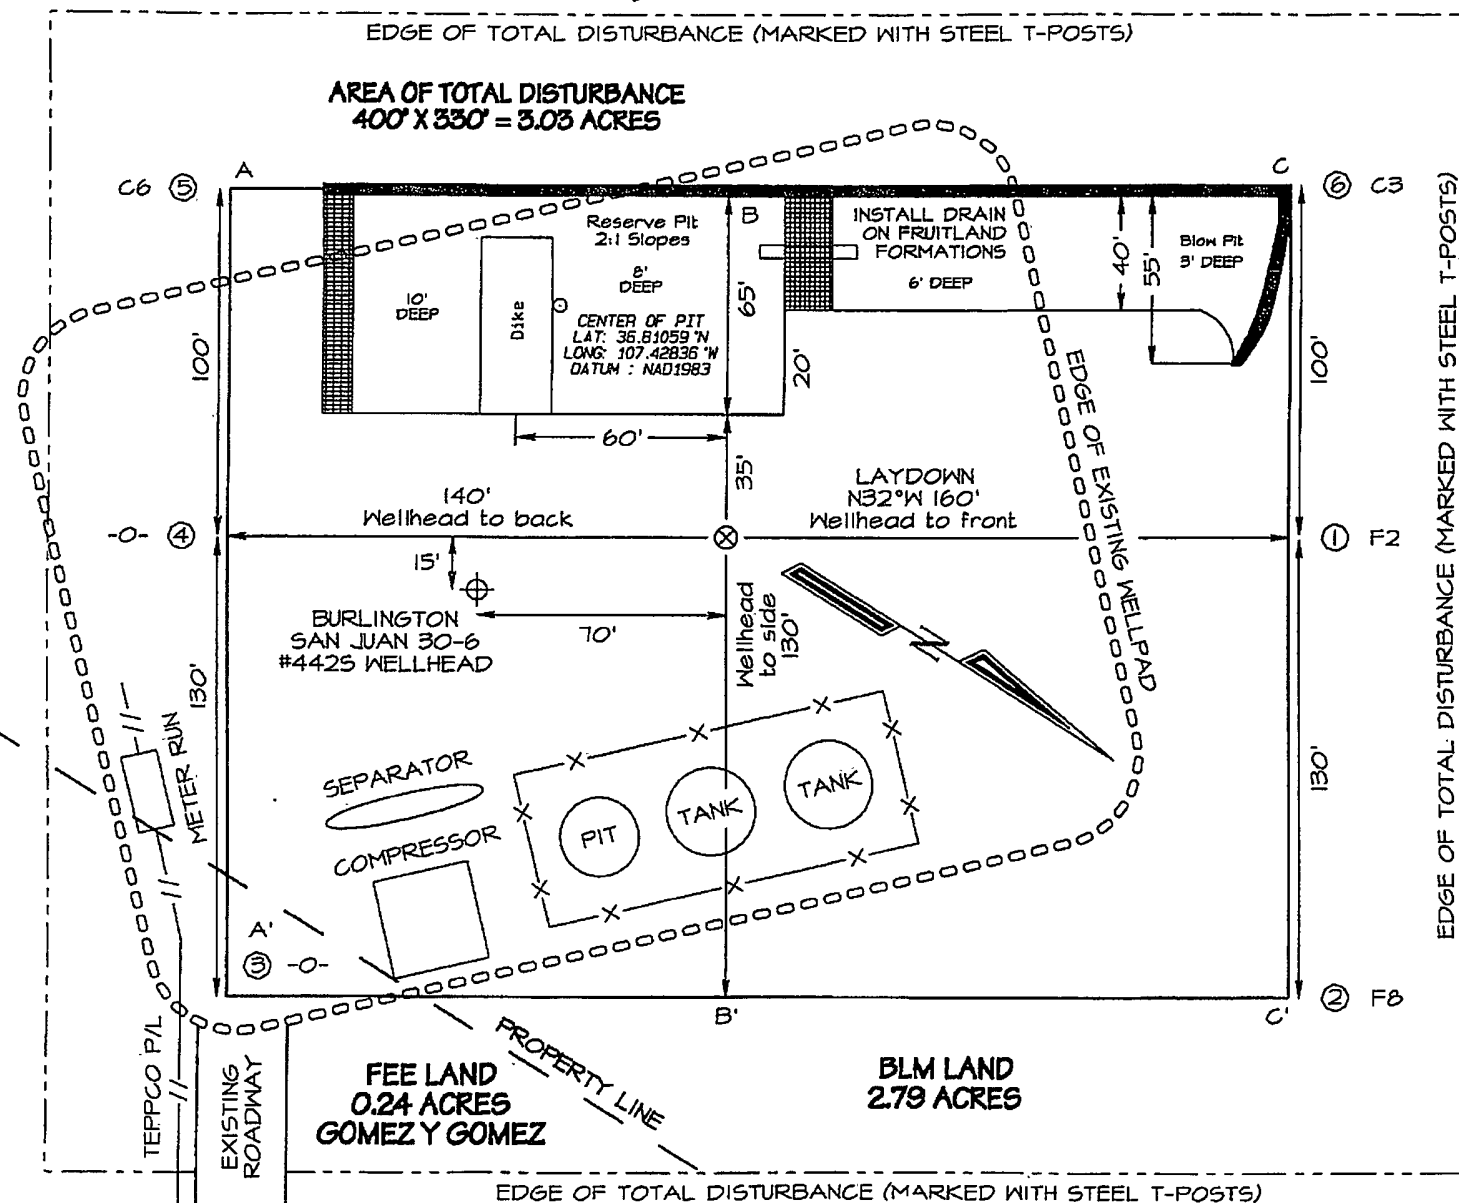 EDGE OF TOTAL DISTURBANCE (MARKED WITH STEEL T-POSTS)
AREA OF TOTAL DISTURBANCE
400' X 330' = 3.03 ACRES
C6 ⑤
A
C
⑥ C3
Reserve Pit
2:1 Slopes
8'
DEEP
10'
DEEP
Dike
CENTER OF PIT
LAT: 36.81059 °N
LONG: 107.42836 °W
DATUM : NAD1983
B
65'
20'
INSTALL DRAIN
ON FRUITLAND
FORMATIONS
6' DEEP
40'
55'
Blow Pit
3' DEEP
100'
100'
EDGE OF TOTAL DISTURBANCE (MARKED WITH STEEL T-POSTS)
EDGE OF EXISTING WELLPAD
60'
35'
140'
Wellhead to back
LAYDOWN
N32°W 160'
Wellhead to front
-0- ④
① F2
15'
70'
BURLINGTON
SAN JUAN 30-6
#442S WELLHEAD
Wellhead
to side
130'
N
130'
130'
METER RUN
SEPARATOR
COMPRESSOR
PIT
TANK
TANK
A'
③ -0-
B'
C'
② F8
TEPPCO P/L
EXISTING
ROADWAY
PROPERTY LINE
FEE LAND
0.24 ACRES
GOMEZ Y GOMEZ
BLM LAND
2.79 ACRES
EDGE OF TOTAL DISTURBANCE (MARKED WITH STEEL T-POSTS)